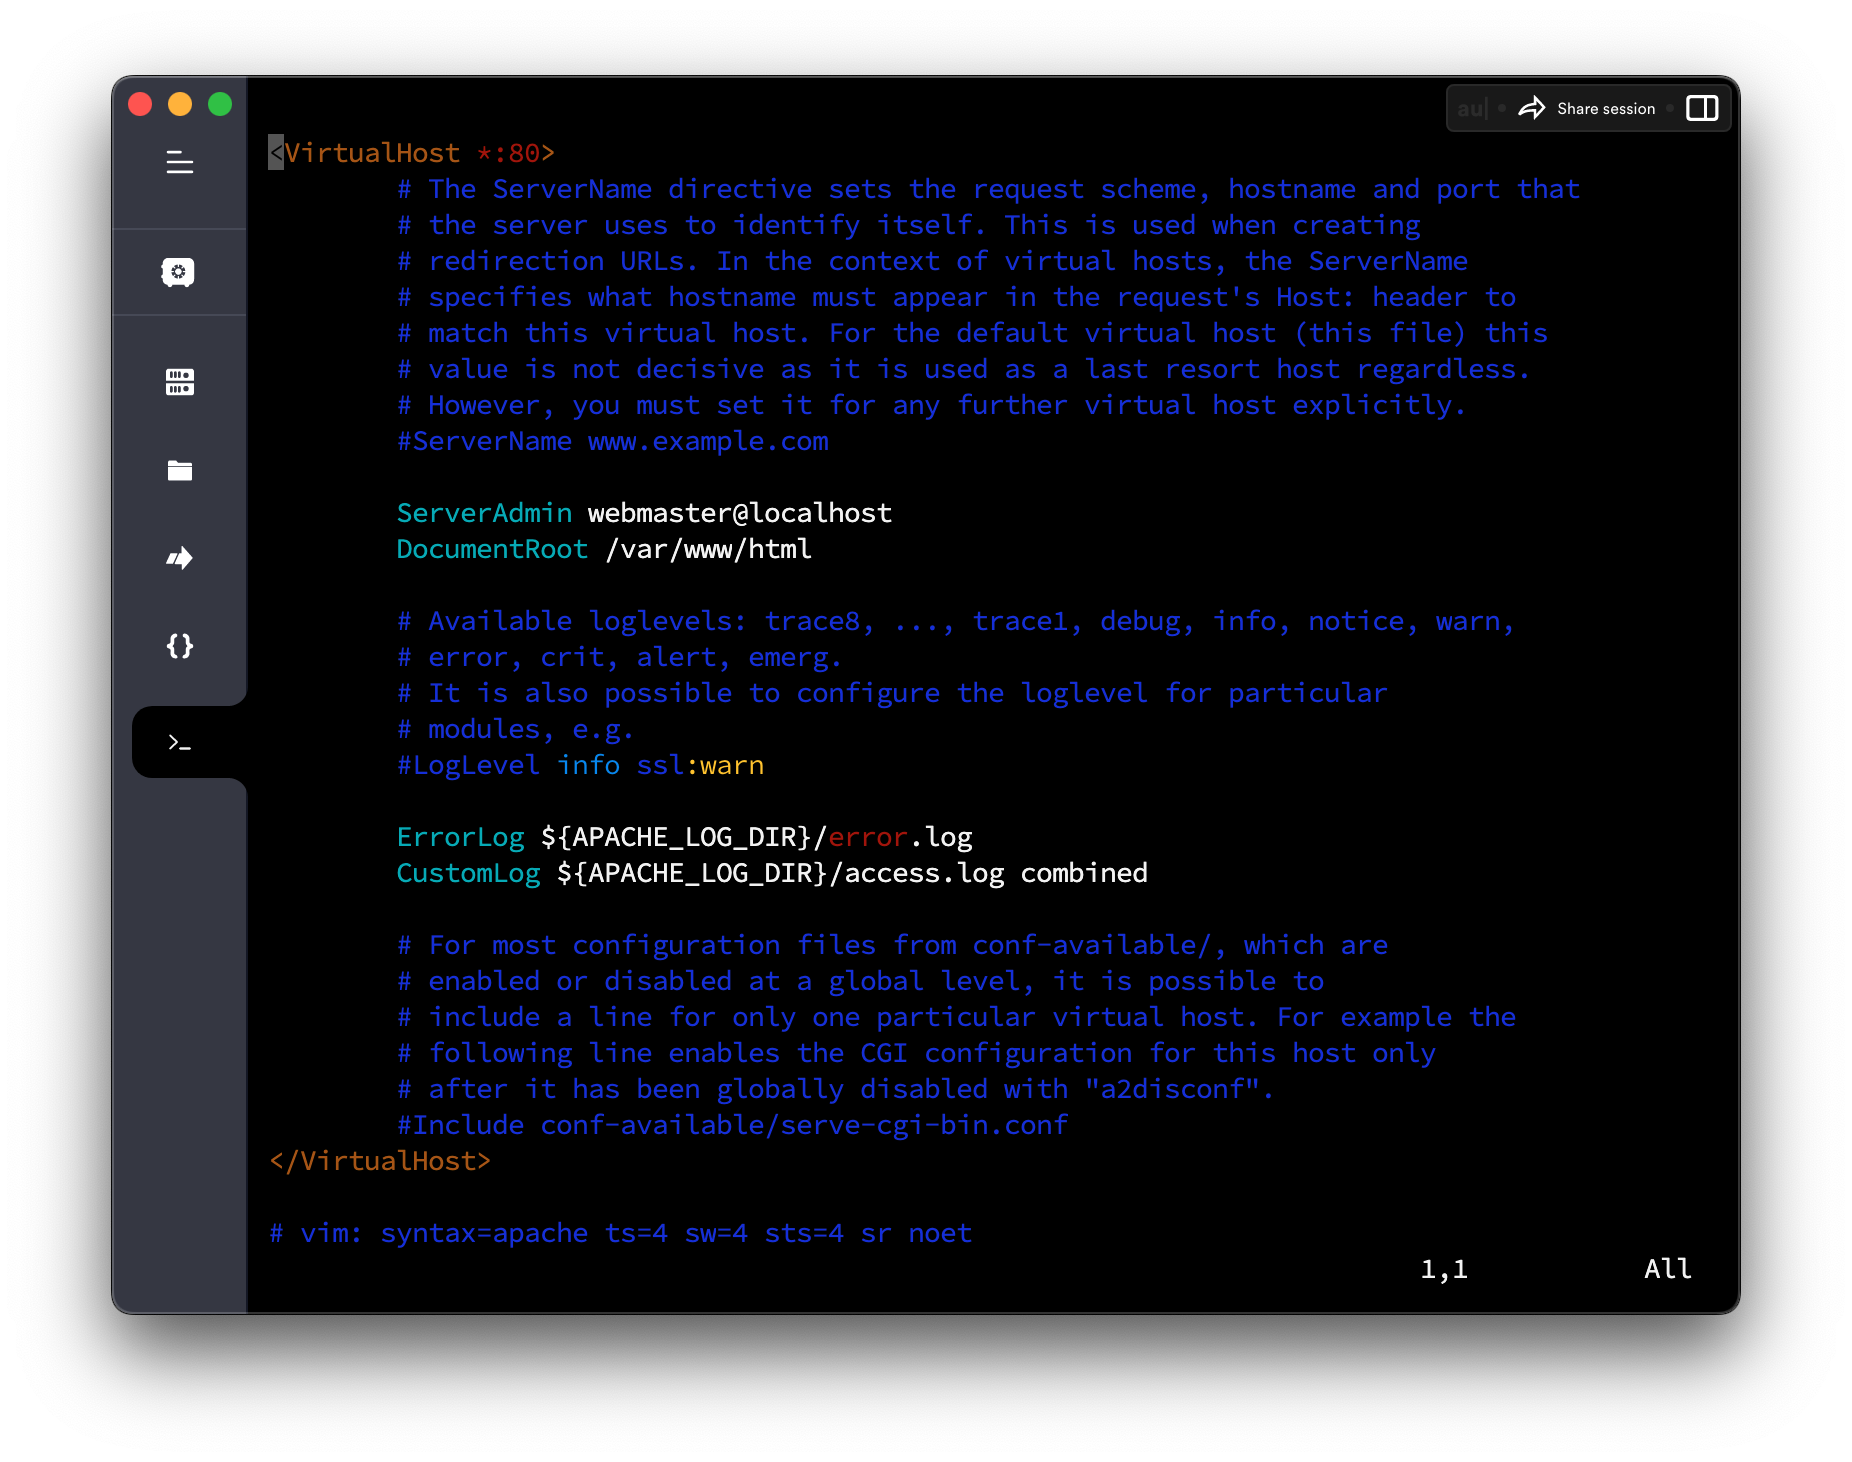 au| • Share session •
<VirtualHost *:80>
# The ServerName directive sets the request scheme, hostname and port that
# the server uses to identify itself. This is used when creating
# redirection URLs. In the context of virtual hosts, the ServerName
# specifies what hostname must appear in the request's Host: header to
# match this virtual host. For the default virtual host (this file) this
# value is not decisive as it is used as a last resort host regardless.
# However, you must set it for any further virtual host explicitly.
#ServerName www.example.com
ServerAdmin webmaster@localhost
DocumentRoot /var/www/html
# Available loglevels: trace8, ..., trace1, debug, info, notice, warn,
# error, crit, alert, emerg.
# It is also possible to configure the loglevel for particular
# modules, e.g.
#LogLevel info ssl:warn
ErrorLog ${APACHE_LOG_DIR}/error.log
CustomLog ${APACHE_LOG_DIR}/access.log combined
# For most configuration files from conf-available/, which are
# enabled or disabled at a global level, it is possible to
# include a line for only one particular virtual host. For example the
# following line enables the CGI configuration for this host only
# after it has been globally disabled with "a2disconf".
#Include conf-available/serve-cgi-bin.conf
</VirtualHost>
# vim: syntax=apache ts=4 sw=4 sts=4 sr noet
1,1 All